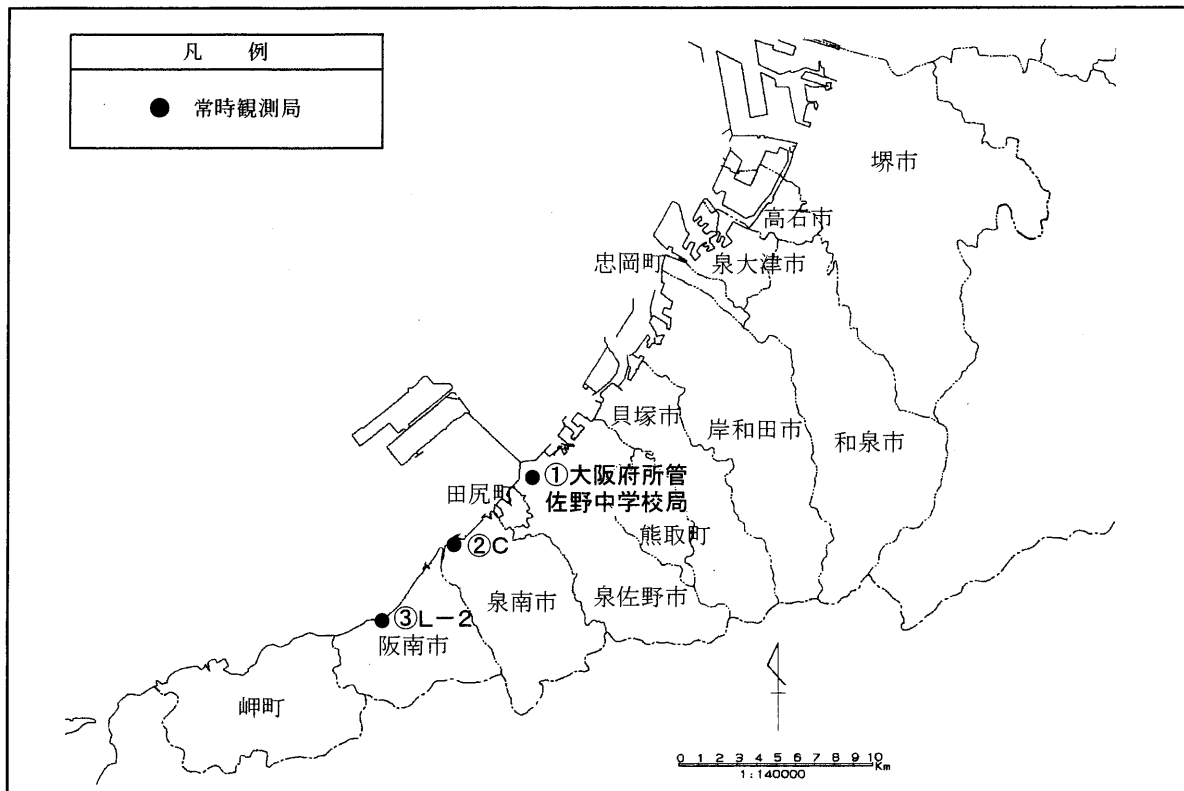 凡 例
● 常時観測局
堺市
高石市
忠岡町
泉大津市
貝塚市
岸和田市
和泉市
①大阪府所管
佐野中学校局
田尻町
熊取町
②C
泉南市
泉佐野市
③L-2
阪南市
岬町
0 1 2 3 4 5 6 7 8 9 10
Km
1:140000